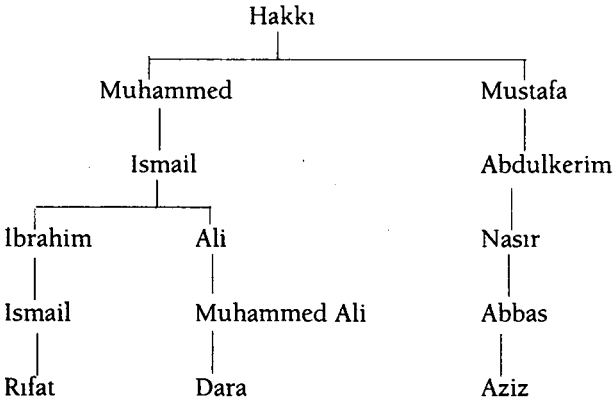 Hakkı
Muhammed Mustafa
Ismail Abdulkerim
Ibrahim Ali Nasır
Ismail Muhammed Ali Abbas
Rıfat Dara Aziz